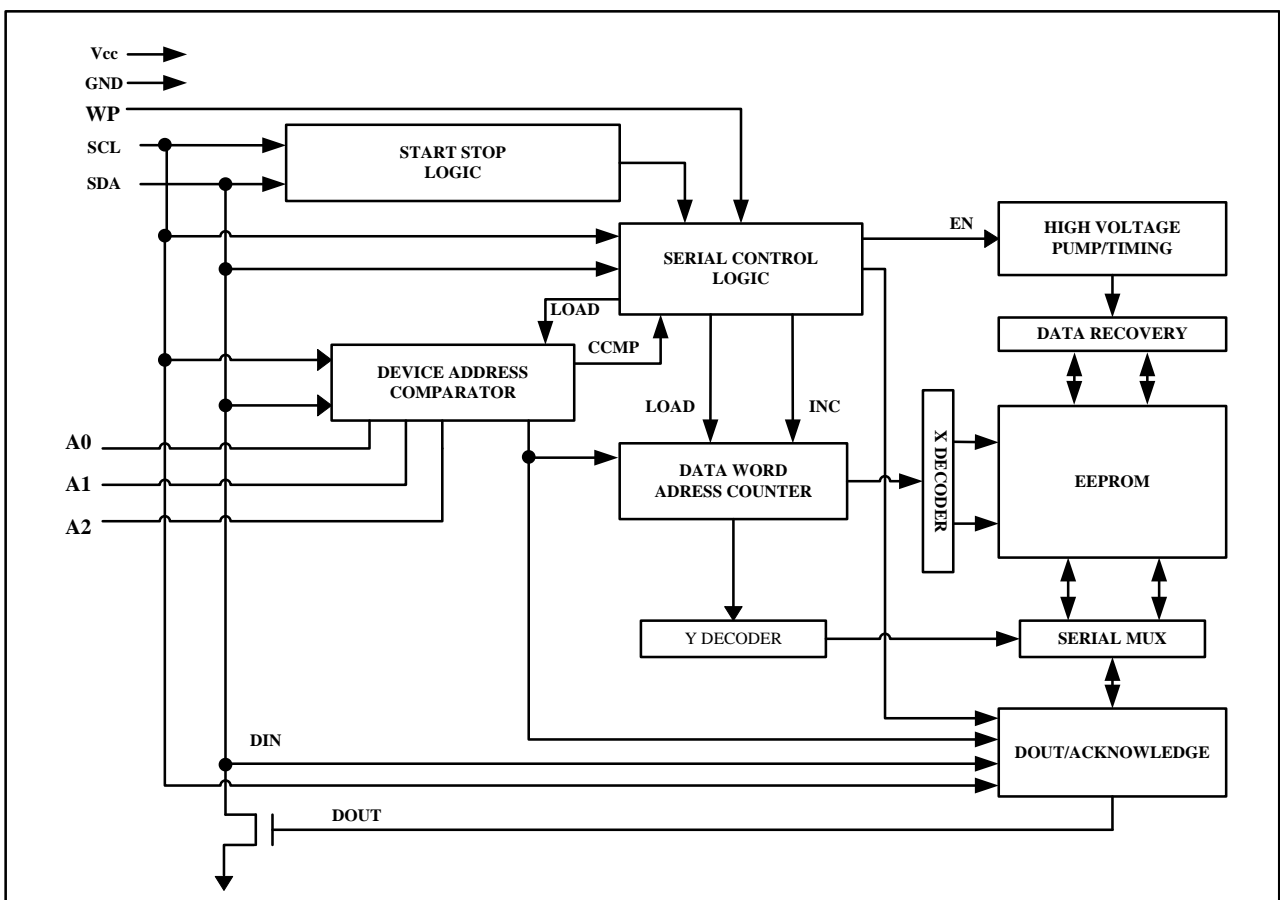 Vcc
GND
WP
SCL
SDA
START STOP
LOGIC
EN
HIGH VOLTAGE
PUMP/TIMING
SERIAL CONTROL
LOGIC
LOAD
DATA RECOVERY
CCMP
DEVICE ADDRESS
COMPARATOR
LOAD
INC
A0
A1
A2
DATA WORD
ADRESS COUNTER
X DECODER
EEPROM
Y DECODER
SERIAL MUX
DIN
DOUT/ACKNOWLEDGE
DOUT